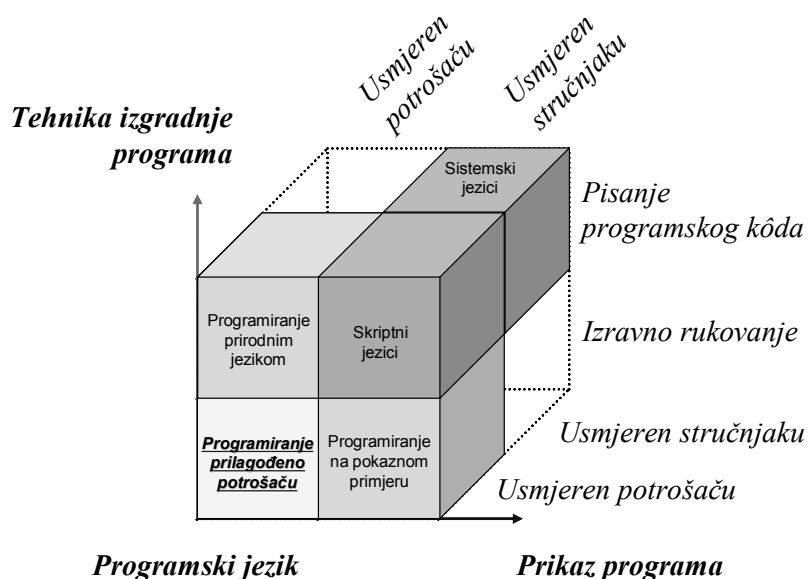 Usmjeren
potrošaču
Usmjeren
stručnjaku
Tehnika izgradnje
programa
Sistemski
jezici
Pisanje
programskog kôda
Programiranje
prirodnim
jezikom
Skriptni
jezici
Izravno rukovanje
Programiranje
prilagođeno
potrošaču
Programiranje
na pokaznom
primjeru
Usmjeren stručnjaku
Usmjeren potrošaču
Programski jezik
Prikaz programa